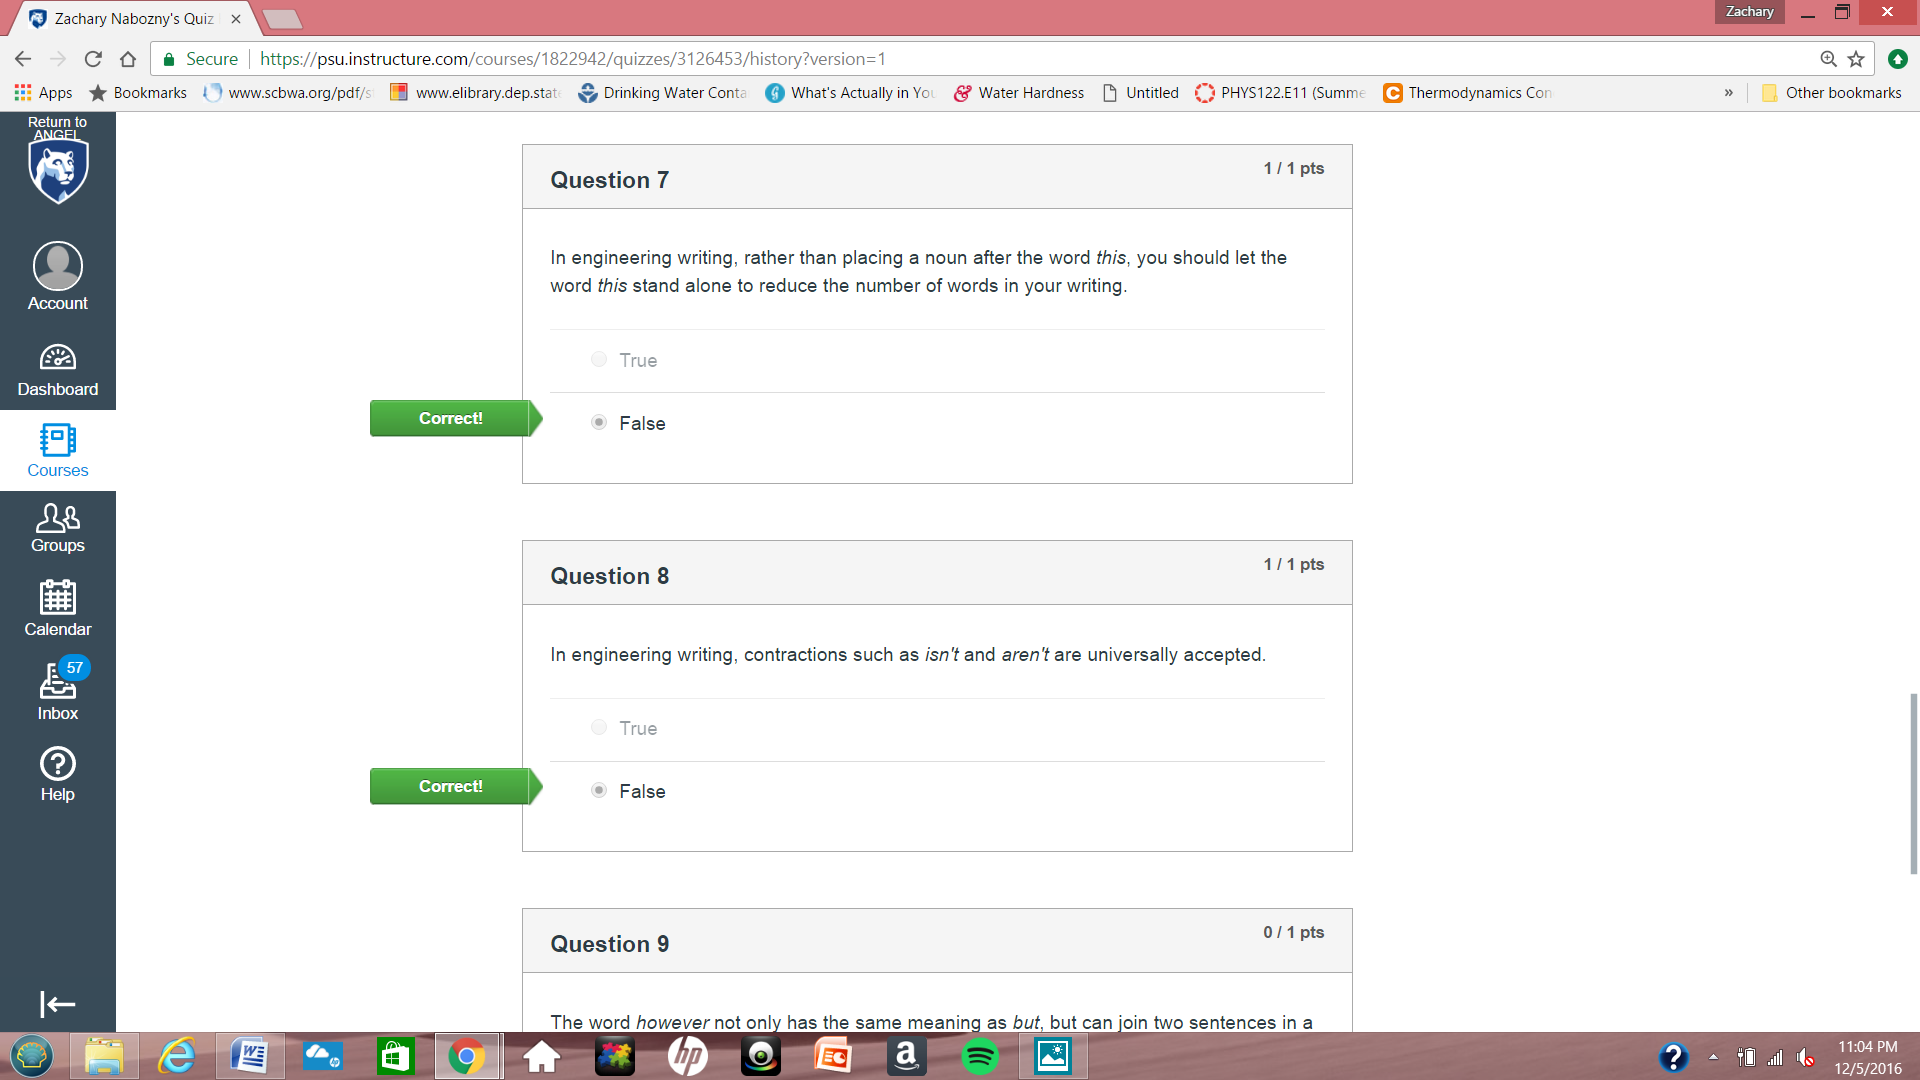 Zachary Nabozny's Quiz
Zachary
Secure
https://psu.instructure.com/courses/1822942/quizzes/3126453/history?version=1
Apps Bookmarks www.scbwa.org/pdf/s www.elibrary.dep.state Drinking Water Conta What's Actually in You Water Hardness Untitled PHYS122.E11 (Summe Thermodynamics Con » Other bookmarks
Return to
ANGEL
Account
Dashboard
Courses
Groups
Calendar
57
Inbox
Help
Question 7
1 / 1 pts
In engineering writing, rather than placing a noun after the word this, you should let the
word this stand alone to reduce the number of words in your writing.
True
Correct!
False
Question 8
1 / 1 pts
In engineering writing, contractions such as isn't and aren't are universally accepted.
True
Correct!
False
Question 9
0 / 1 pts
The word however not only has the same meaning as but, but can join two sentences in a
11:04 PM
12/5/2016